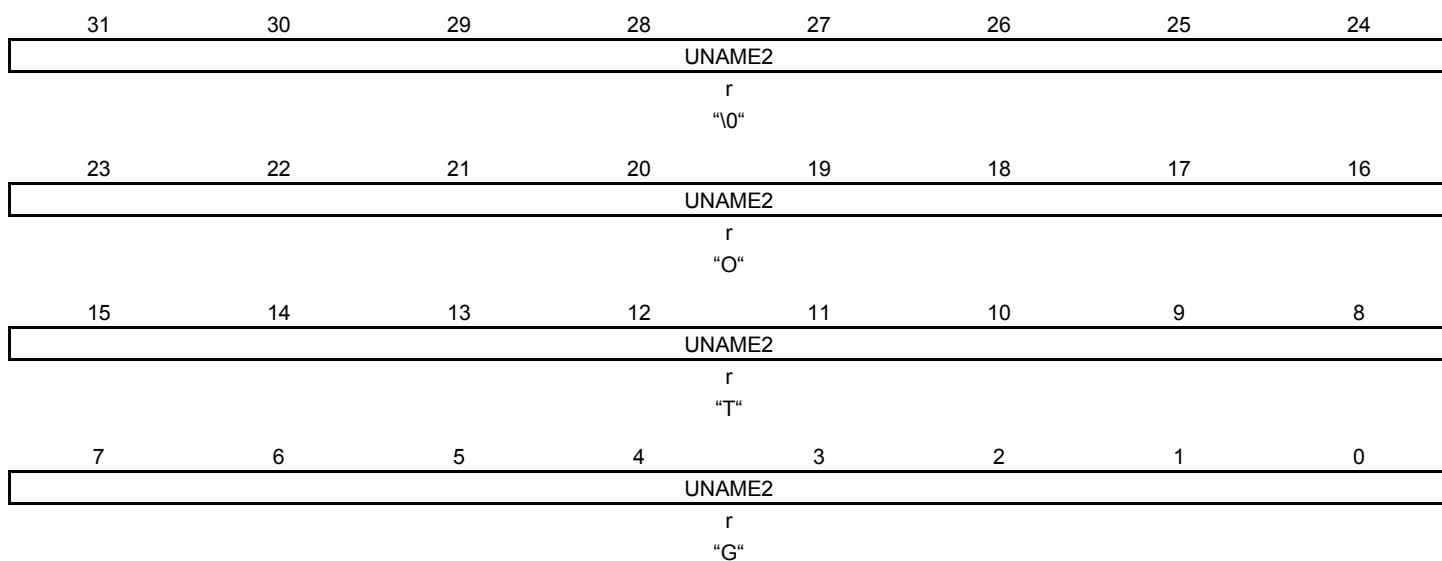 31 30 29 28 27 26 25 24
UNAME2
r
“\0“
23 22 21 20 19 18 17 16
UNAME2
r
“O“
15 14 13 12 11 10 9 8
UNAME2
r
“T“
7 6 5 4 3 2 1 0
UNAME2
r
“G“